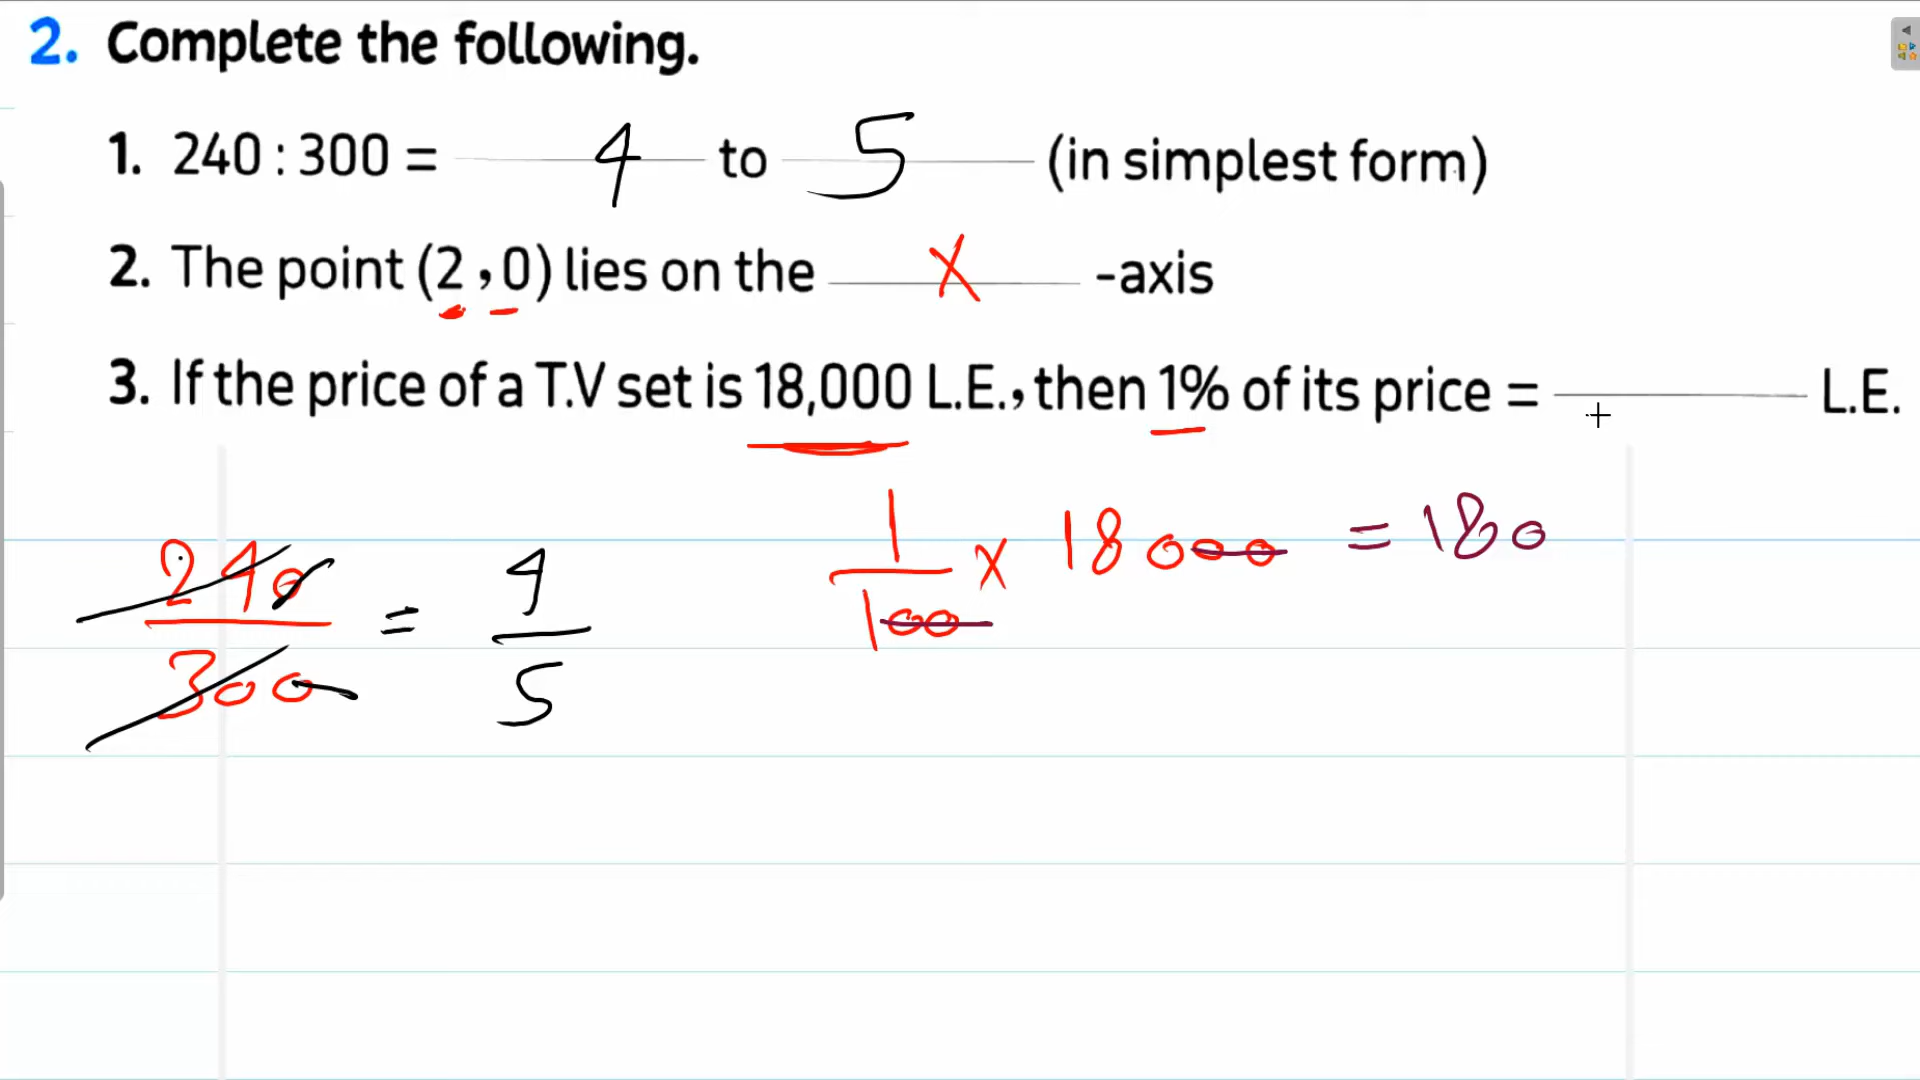 2. Complete the following.
1. 240 : 300 = 4 to 5 (in simplest form)
2. The point (2 , 0) lies on the x -axis
3. If the price of a T.V set is 18,000 L.E., then 1% of its price = L.E.
240/300 = 4/5
1/100 x 18000 = 180